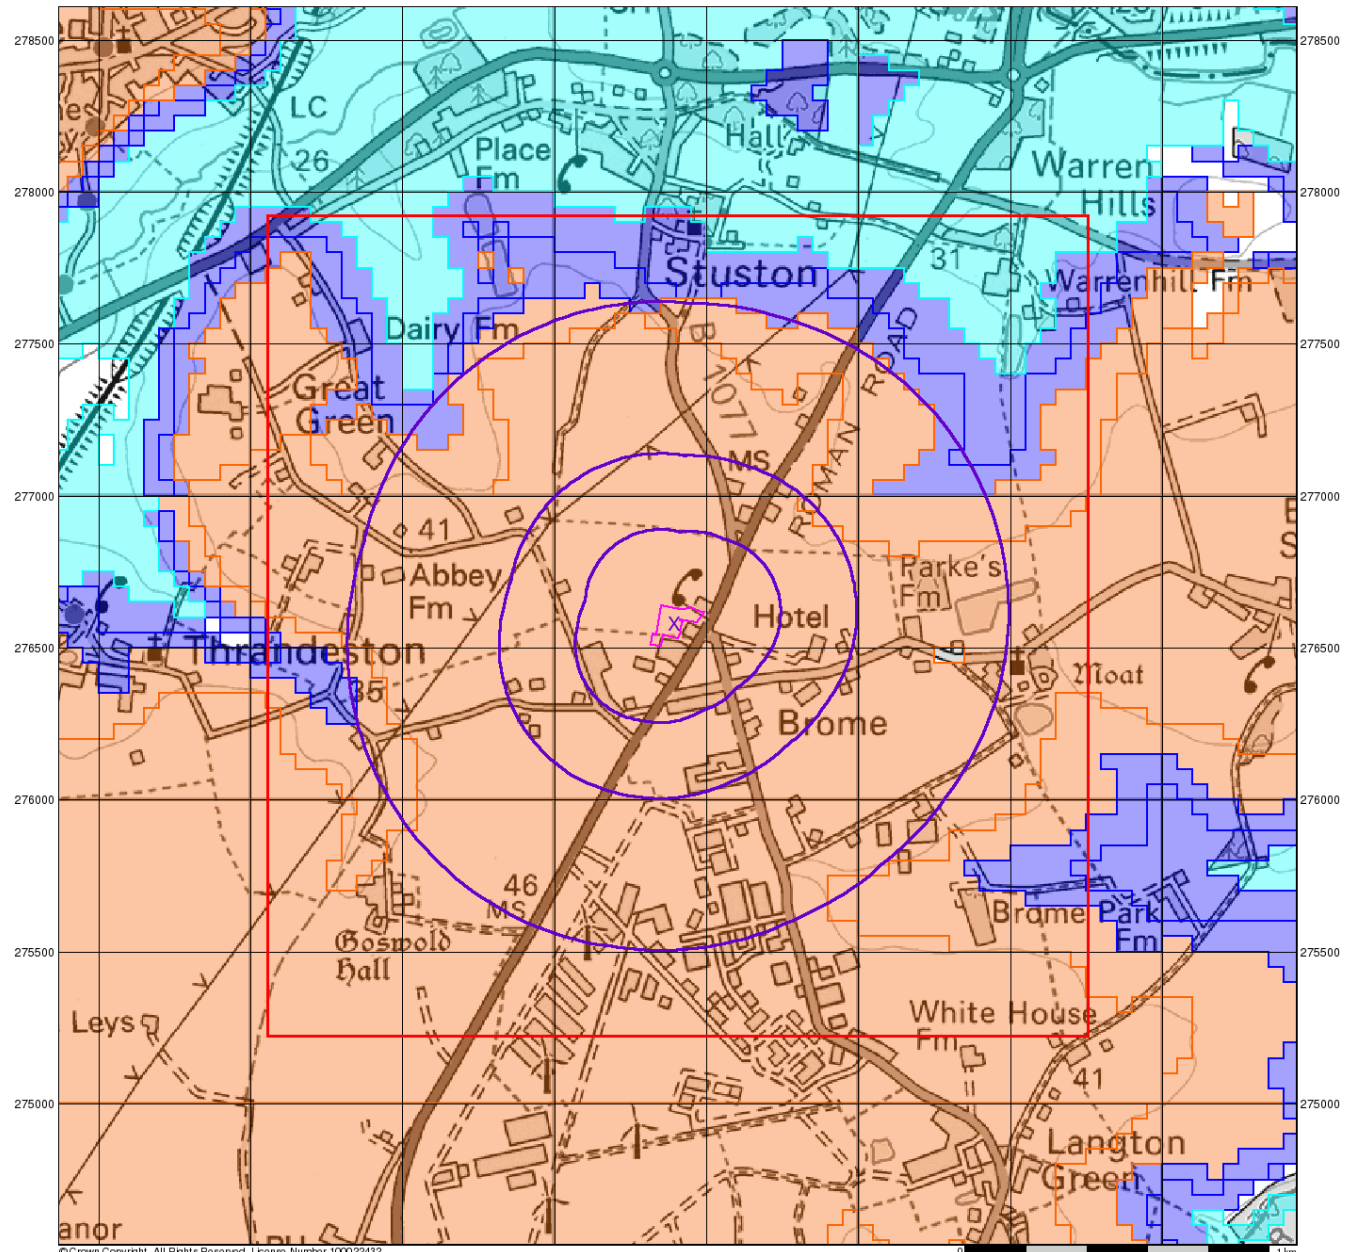 278500
278500
LC
26
Place
Fm
Hall
Warren
Hills
278000
278000
31
Stuston
Warrenhill Fm
Dairy Fm
B
1077
ROMAN ROAD
277500
277500
Great
Green
MS
277000
277000
41
Abbey
Fm
Parke's
Fm
Hotel
X
276500
276500
Thrandeston
35
Moat
Brome
276000
276000
46
MS
Brome Park
Fm
Goswold
Hall
275500
275500
Leys
White House
Fm
41
275000
275000
Langton
Green
anor
© Crown Copyright. All Rights Reserved. License Number 100022432
0
1 km